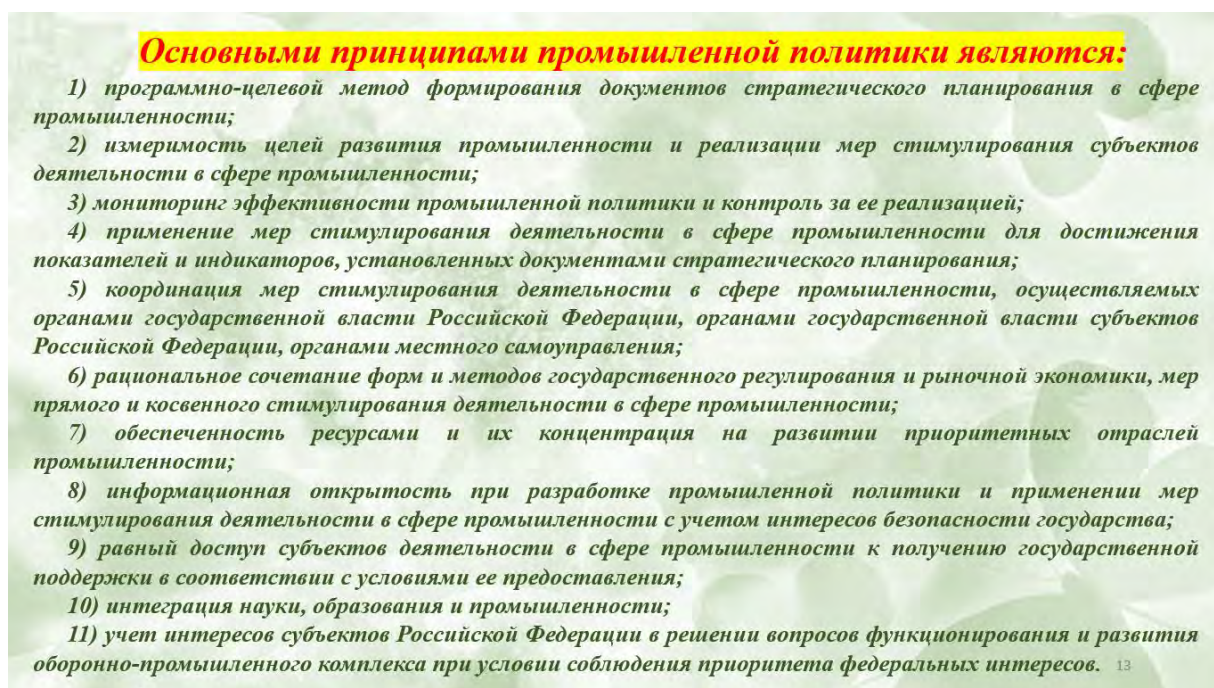 Основными принципами промышленной политики являются:
1) программно-целевой метод формирования документов стратегического планирования в сфере
промышленности;
2) измеримость целей развития промышленности и реализации мер стимулирования субъектов
деятельности в сфере промышленности;
3) мониторинг эффективности промышленной политики и контроль за ее реализацией;
4) применение мер стимулирования деятельности в сфере промышленности для достижения
показателей и индикаторов, установленных документами стратегического планирования;
5) координация мер стимулирования деятельности в сфере промышленности, осуществляемых
органами государственной власти Российской Федерации, органами государственной власти субъектов
Российской Федерации, органами местного самоуправления;
6) рациональное сочетание форм и методов государственного регулирования и рыночной экономики, мер
прямого и косвенного стимулирования деятельности в сфере промышленности;
7) обеспеченность ресурсами и их концентрация на развитии приоритетных отраслей
промышленности;
8) информационная открытость при разработке промышленной политики и применении мер
стимулирования деятельности в сфере промышленности с учетом интересов безопасности государства;
9) равный доступ субъектов деятельности в сфере промышленности к получению государственной
поддержки в соответствии с условиями ее предоставления;
10) интеграция науки, образования и промышленности;
11) учет интересов субъектов Российской Федерации в решении вопросов функционирования и развития
оборонно-промышленного комплекса при условии соблюдения приоритета федеральных интересов. 13